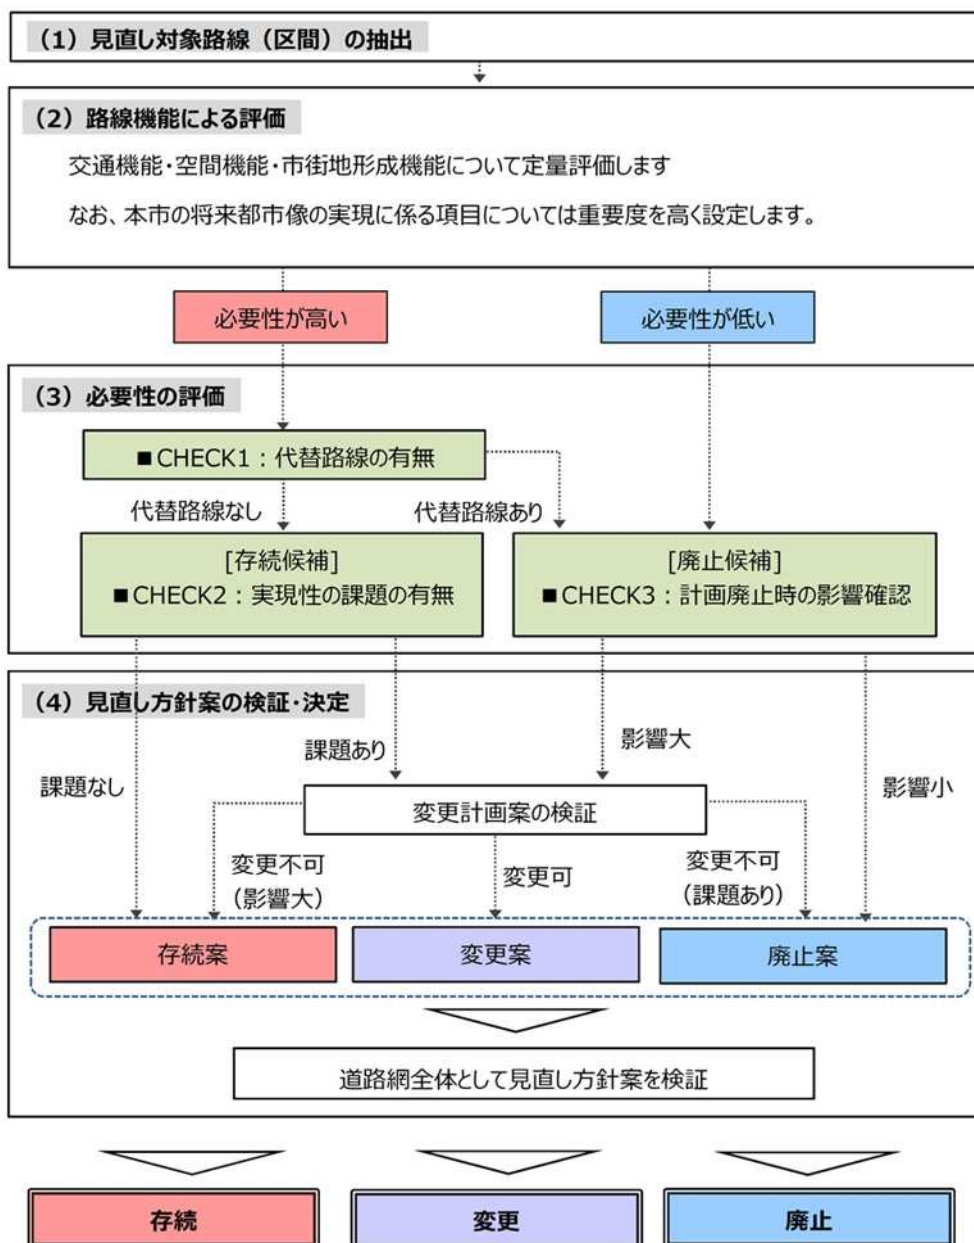 （1）見直し対象路線（区間）の抽出
（2）路線機能による評価
交通機能・空間機能・市街地形成機能について定量評価します
なお、本市の将来都市像の実現に係る項目については重要度を高く設定します。
必要性が高い
必要性が低い
（3）必要性の評価
■CHECK1：代替路線の有無
代替路線なし
代替路線あり
[存続候補]
■CHECK2：実現性の課題の有無
[廃止候補]
■CHECK3：計画廃止時の影響確認
（4）見直し方針案の検証・決定
課題なし
課題あり
影響大
影響小
変更計画案の検証
変更不可
（影響大）
変更可
変更不可
（課題あり）
存続案
変更案
廃止案
道路網全体として見直し方針案を検証
存続
変更
廃止